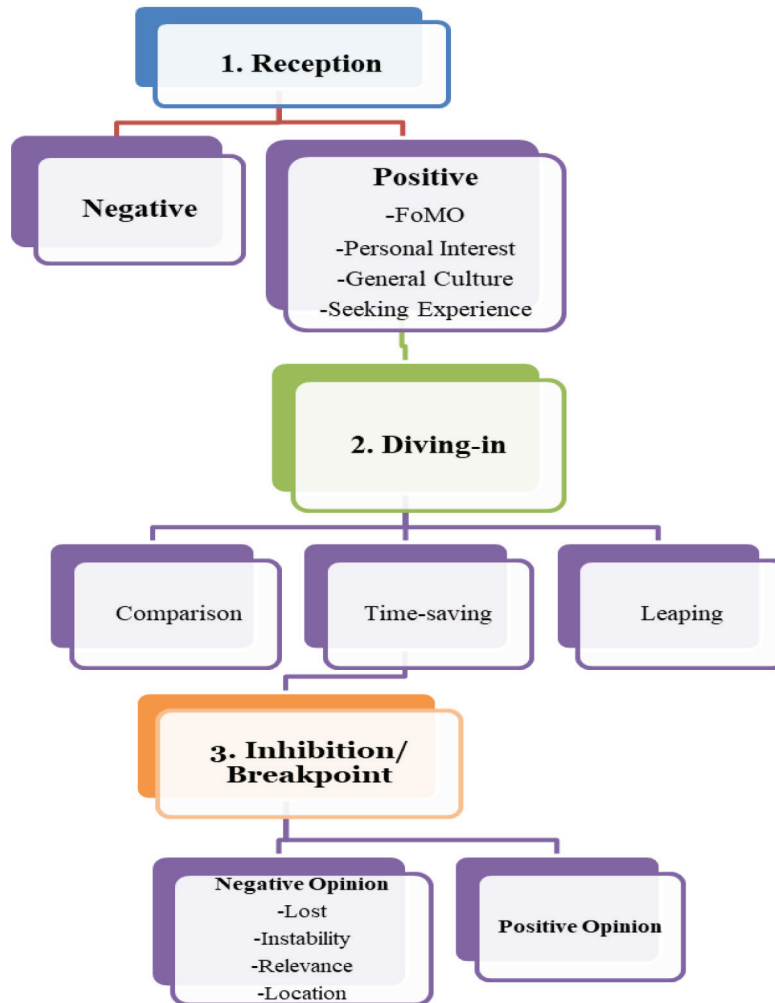 1. Reception
Negative
Positive
-FoMO
-Personal Interest
-General Culture
-Seeking Experience
2. Diving-in
Comparison
Time-saving
Leaping
3. Inhibition/
Breakpoint
Negative Opinion
-Lost
-Instability
-Relevance
-Location
Positive Opinion